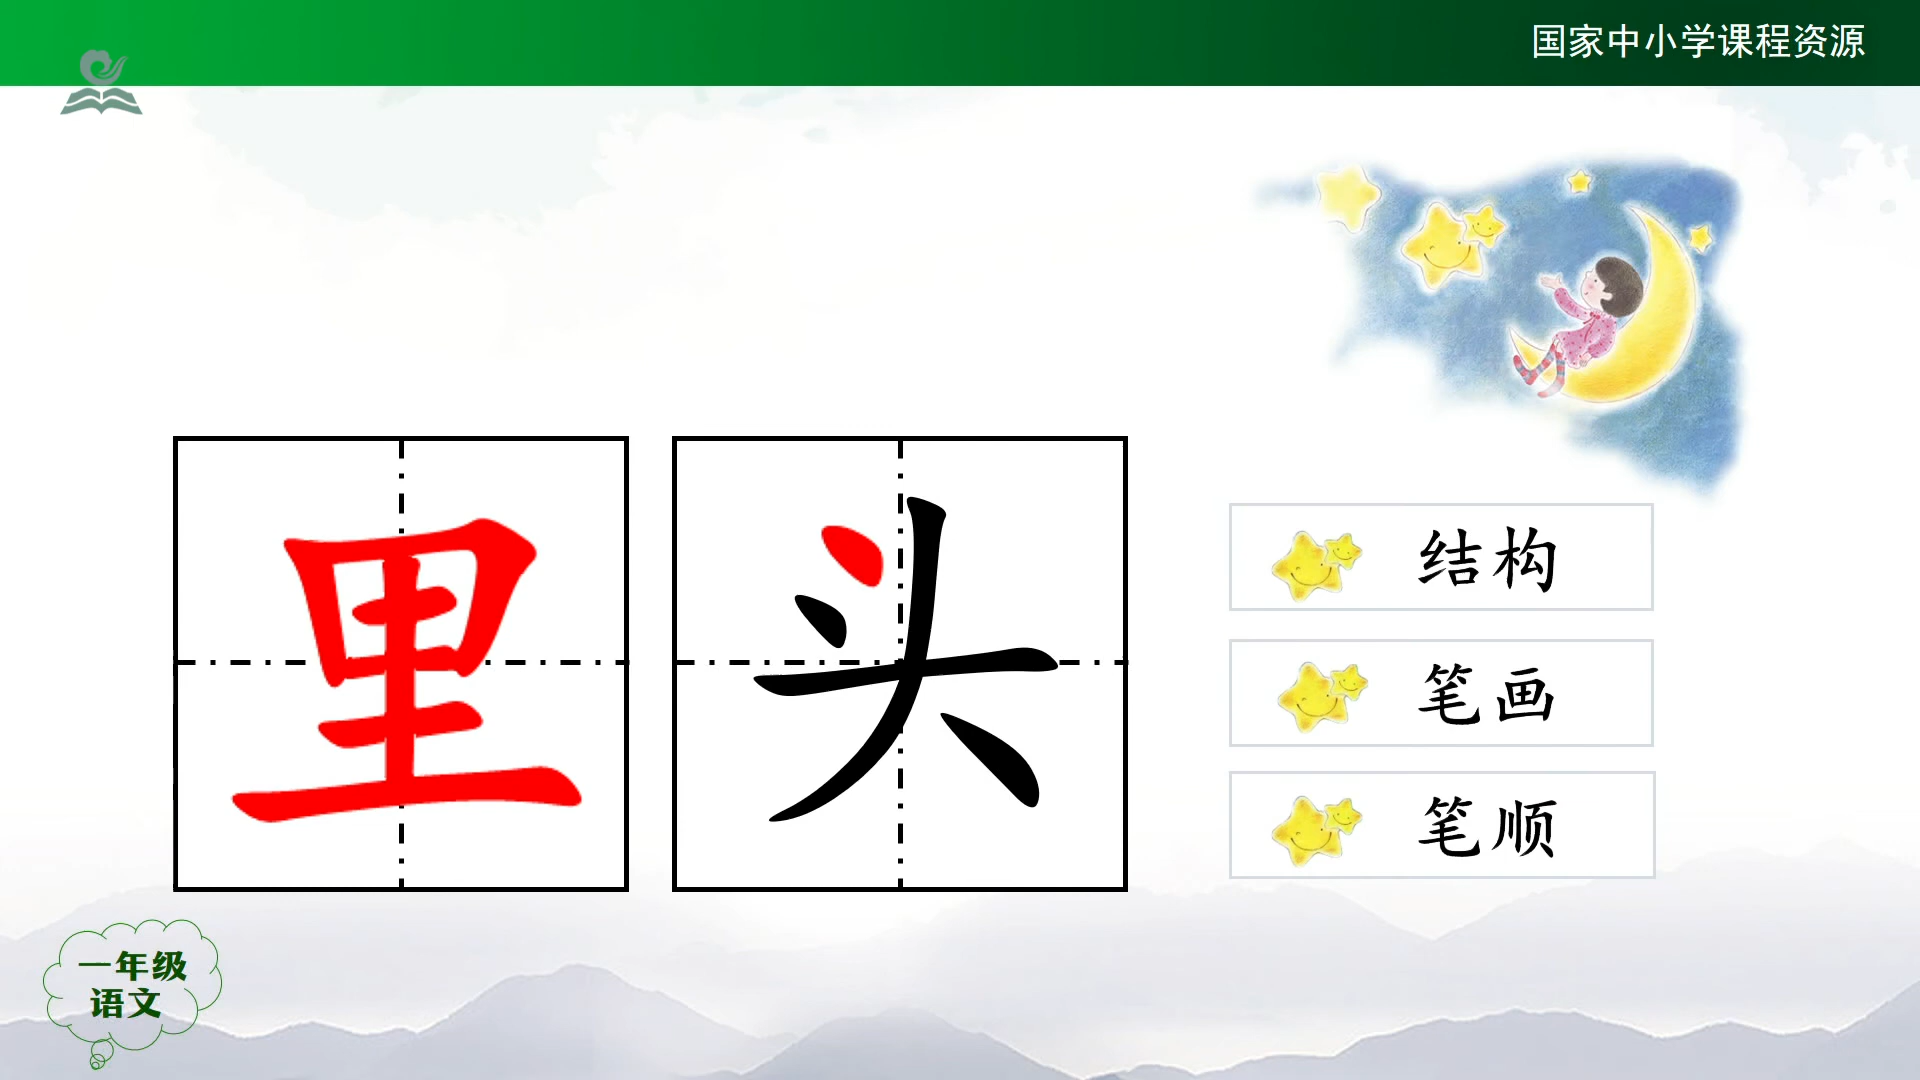 国家中小学课程资源
里头
结构
笔画
笔顺
一年级
语文